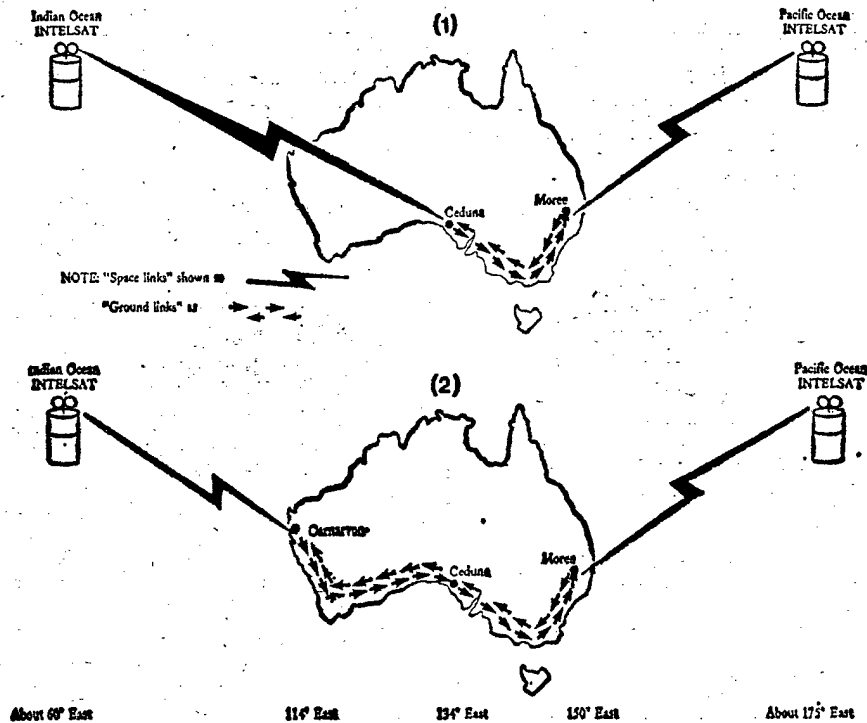 Indian Ocean
INTELSAT
(1)
Pacific Ocean
INTELSAT
Ceduna
Moree
NOTE: "Space links" shown as
"Ground links" as
Indian Ocean
INTELSAT
(2)
Pacific Ocean
INTELSAT
Carnarvon
Ceduna
Moree
About 60° East
114° East
134° East
150° East
About 175° East